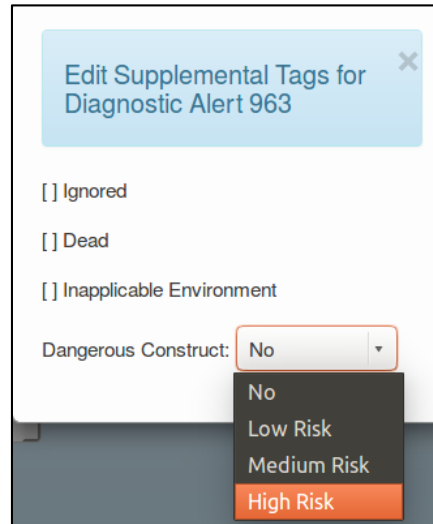 Edit Supplemental Tags for
Diagnostic Alert 963
×
[ ] Ignored
[ ] Dead
[ ] Inapplicable Environment
Dangerous Construct: No
No
Low Risk
Medium Risk
High Risk